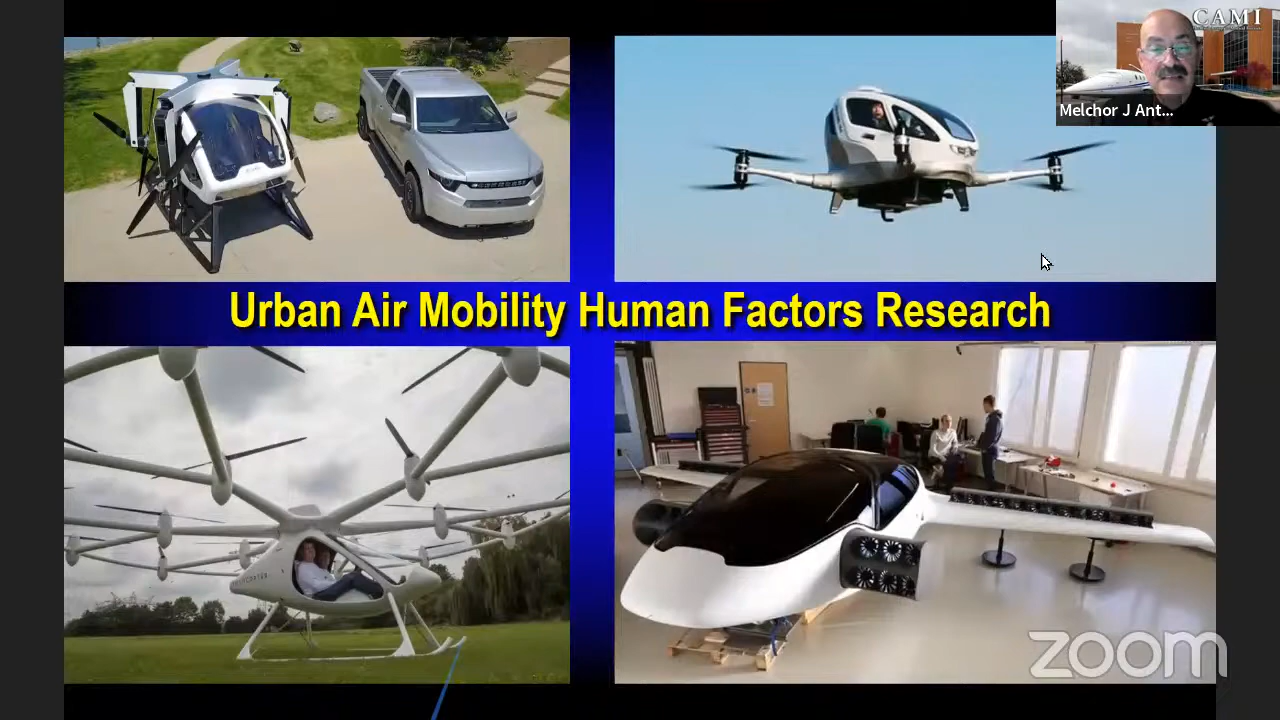 CAMI
Melchor J Ant...
Urban Air Mobility Human Factors Research
zoom